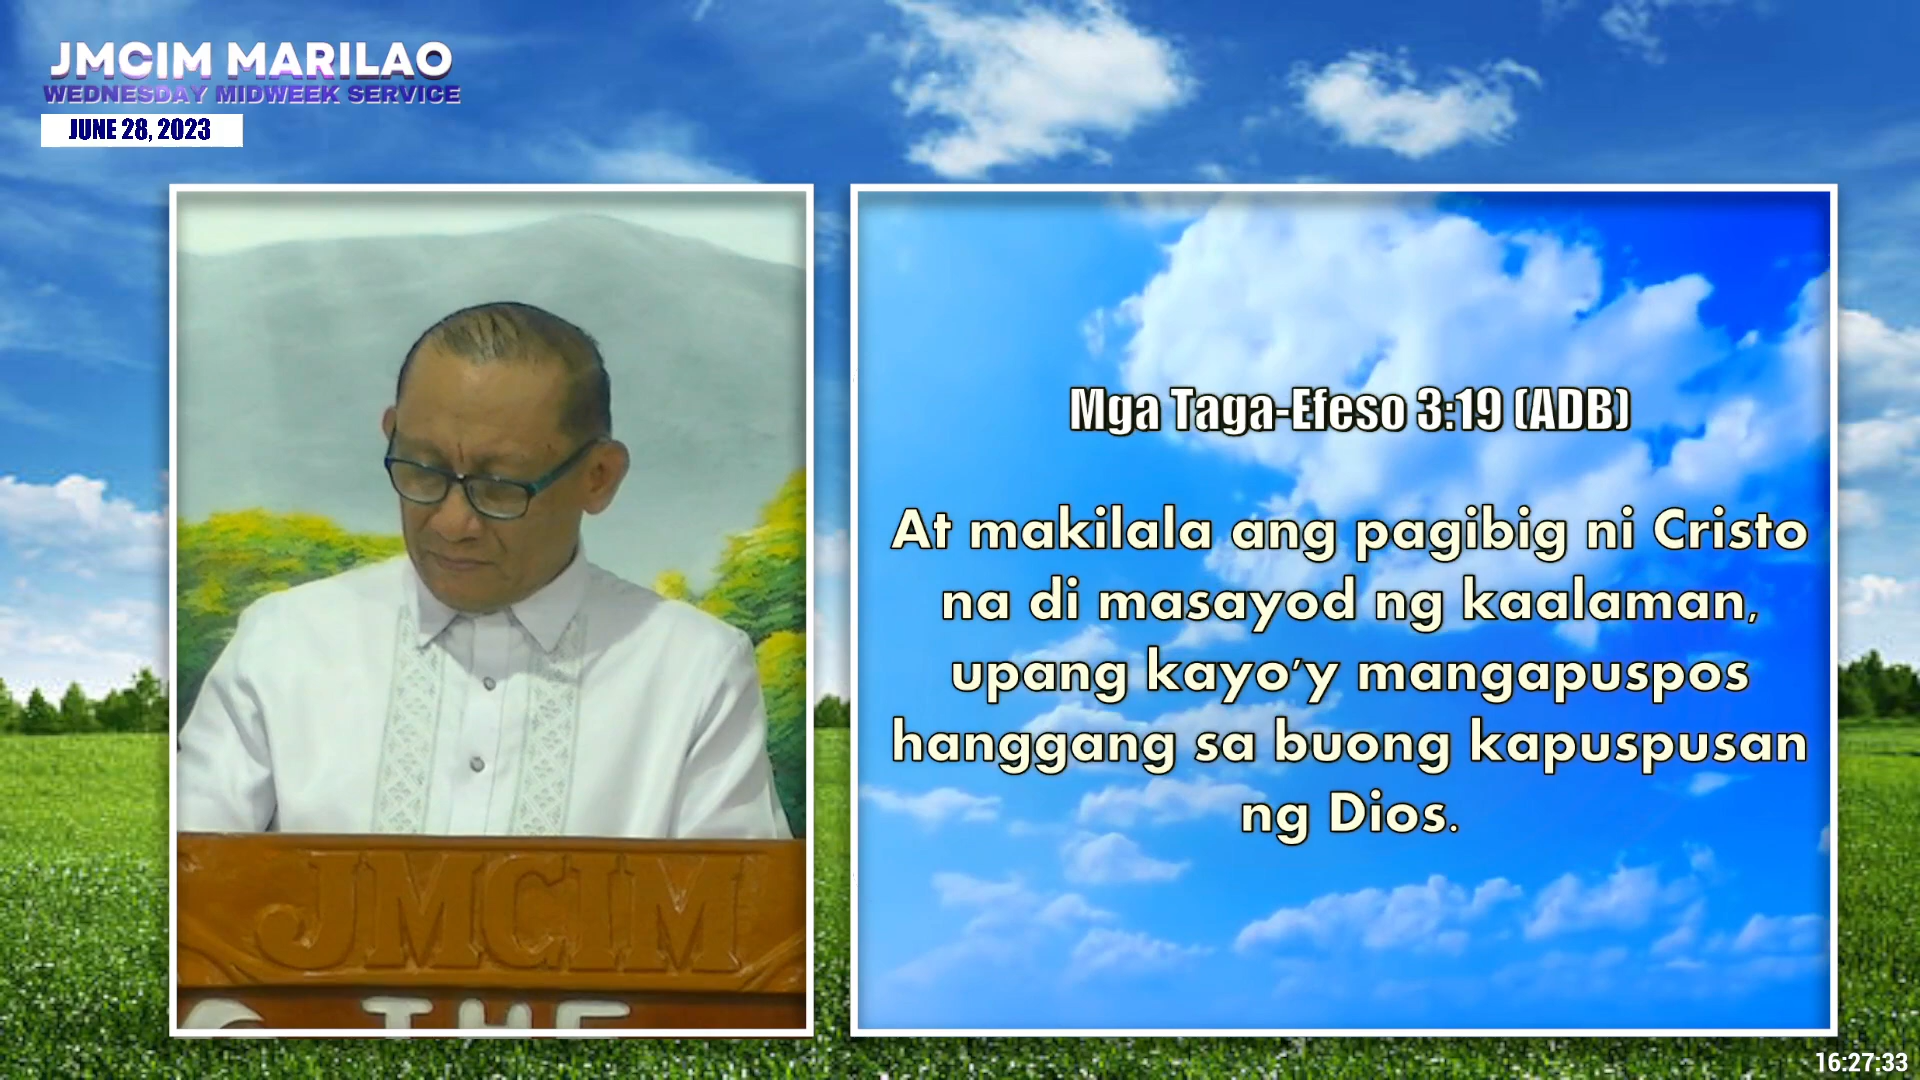 JMCIM MARILAO
WEDNESDAY MIDWEEK SERVICE
JUNE 28, 2023
Mga Taga-Efeso 3:19 (ADB)
At makilala ang pagibig ni Cristo
na di masayod ng kaalaman,
upang kayo'y mangapuspos
hanggang sa buong kapuspusan
ng Dios.
JMCIM
THE
16:27:33